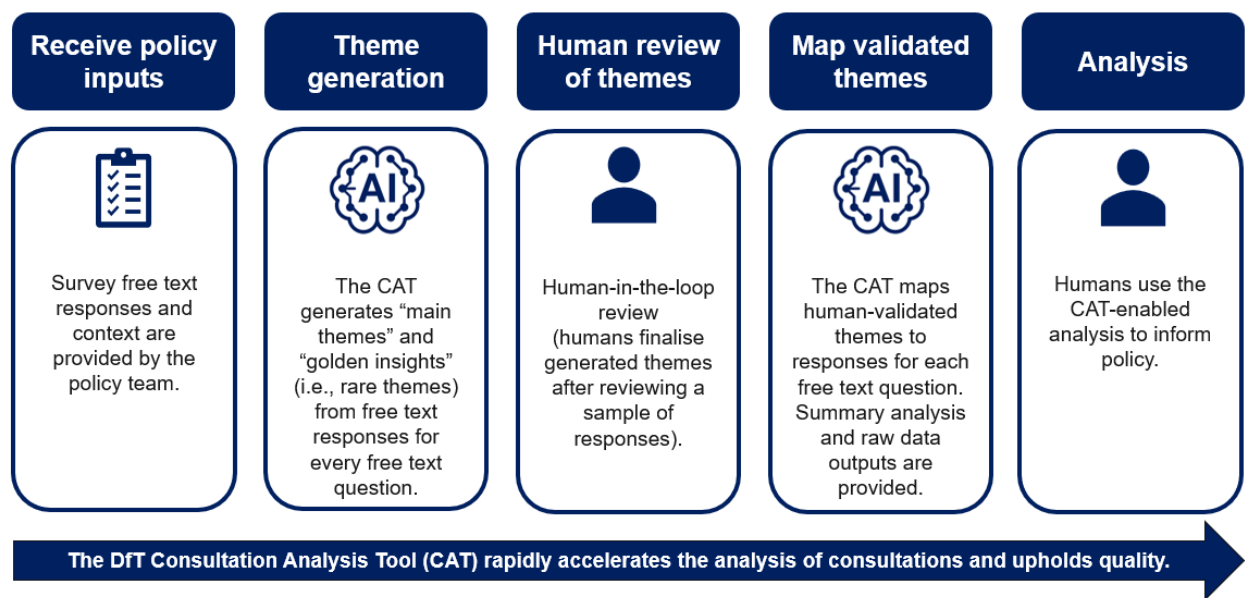 Receive policy
inputs
Theme
generation
Human review
of themes
Map validated
themes
Analysis
Survey free text
responses and
context are
provided by the
policy team.
AI
The CAT
generates “main
themes” and
“golden insights”
(i.e., rare themes)
from free text
responses for
every free text
question.
Human-in-the-loop
review
(humans finalise
generated themes
after reviewing a
sample of
responses).
AI
The CAT maps
human-validated
themes to
responses for each
free text question.
Summary analysis
and raw data
outputs are
provided.
Humans use the
CAT-enabled
analysis to inform
policy.
The DfT Consultation Analysis Tool (CAT) rapidly accelerates the analysis of consultations and upholds quality.